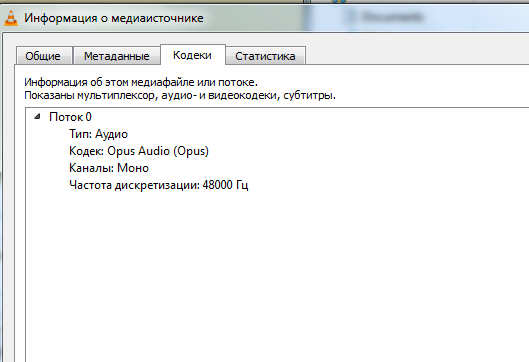 Информация о медиаисточнике
Documents
Общие
Метаданные
Кодеки
Статистика
Информация об этом медиафайле или потоке.
Показаны мультиплексор, аудио- и видеокодеки, субтитры.
Поток 0
Тип: Аудио
Кодек: Opus Audio (Opus)
Каналы: Моно
Частота дискретизации: 48000 Гц